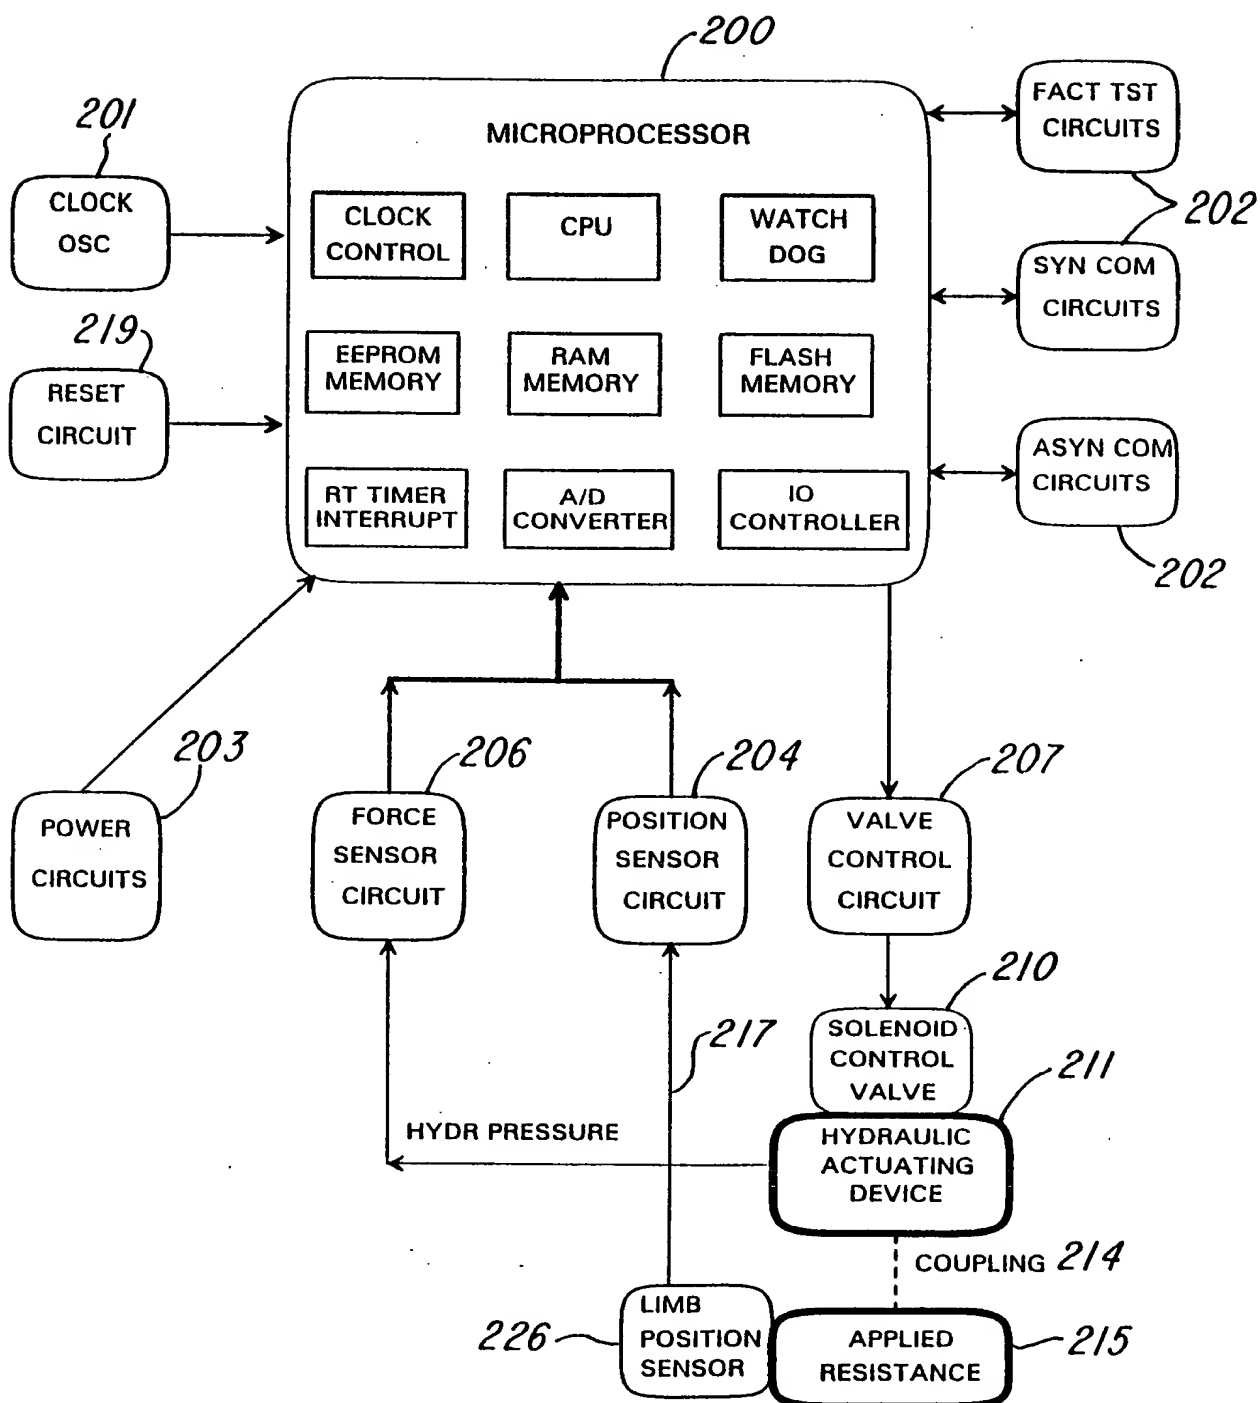 200
FACT TST
CIRCUITS
201
MICROPROCESSOR
CLOCK
OSC
CLOCK
CONTROL
CPU
WATCH
DOG
202
SYN COM
CIRCUITS
219
EEPROM
MEMORY
RAM
MEMORY
FLASH
MEMORY
RESET
CIRCUIT
ASYN COM
CIRCUITS
RT TIMER
INTERRUPT
A/D
CONVERTER
IO
CONTROLLER
202
203
206
204
207
POWER
CIRCUITS
FORCE
SENSOR
CIRCUIT
POSITION
SENSOR
CIRCUIT
VALVE
CONTROL
CIRCUIT
210
217
SOLENOID
CONTROL
VALVE
211
HYDR PRESSURE
HYDRAULIC
ACTUATING
DEVICE
COUPLING 214
226
LIMB
POSITION
SENSOR
APPLIED
RESISTANCE
215